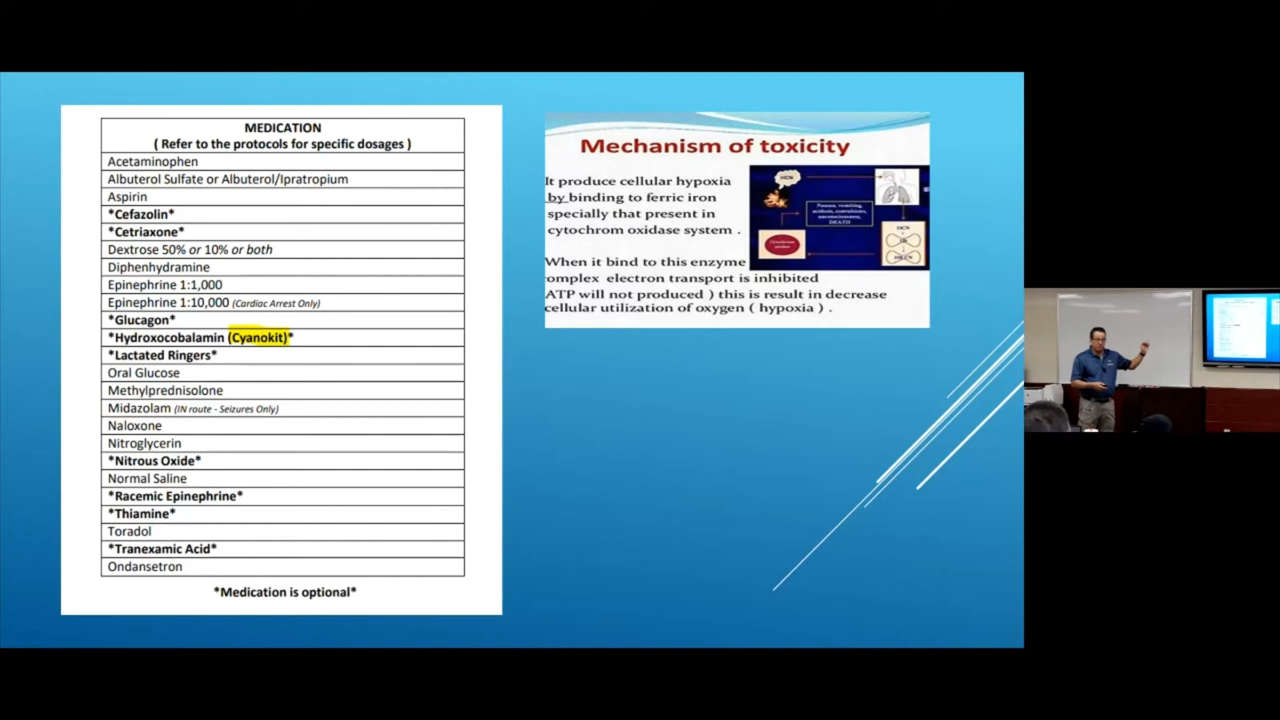 MEDICATION
( Refer to the protocols for specific dosages )
Acetaminophen
Albuterol Sulfate or Albuterol/Ipratropium
Aspirin
*Cefazolin*
*Cetriaxone*
Dextrose 50% or 10% or both
Diphenhydramine
Epinephrine 1:1,000
Epinephrine 1:10,000 (Cardiac Arrest Only)
*Glucagon*
*Hydroxocobalamin (Cyanokit)*
*Lactated Ringers*
Oral Glucose
Methylprednisolone
Midazolam (IN route - Seizures Only)
Naloxone
Nitroglycerin
*Nitrous Oxide*
Normal Saline
*Racemic Epinephrine*
*Thiamine*
Toradol
*Tranexamic Acid*
Ondansetron
*Medication is optional*
Mechanism of toxicity
It produce cellular hypoxia
by binding to ferric iron
specially that present in
cytochrom oxidase system .
When it bind to this enzyme
omplex electron transport is inhibited
ATP will not produced ) this is result in decrease
cellular utilization of oxygen ( hypoxia ) .
HCN
DEATH